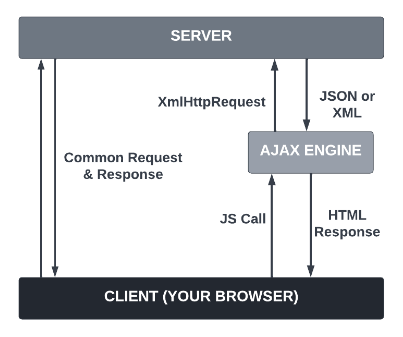 SERVER
XmlHttpRequest
JSON or
XML
AJAX ENGINE
Common Request
& Response
JS Call
HTML
Response
CLIENT (YOUR BROWSER)